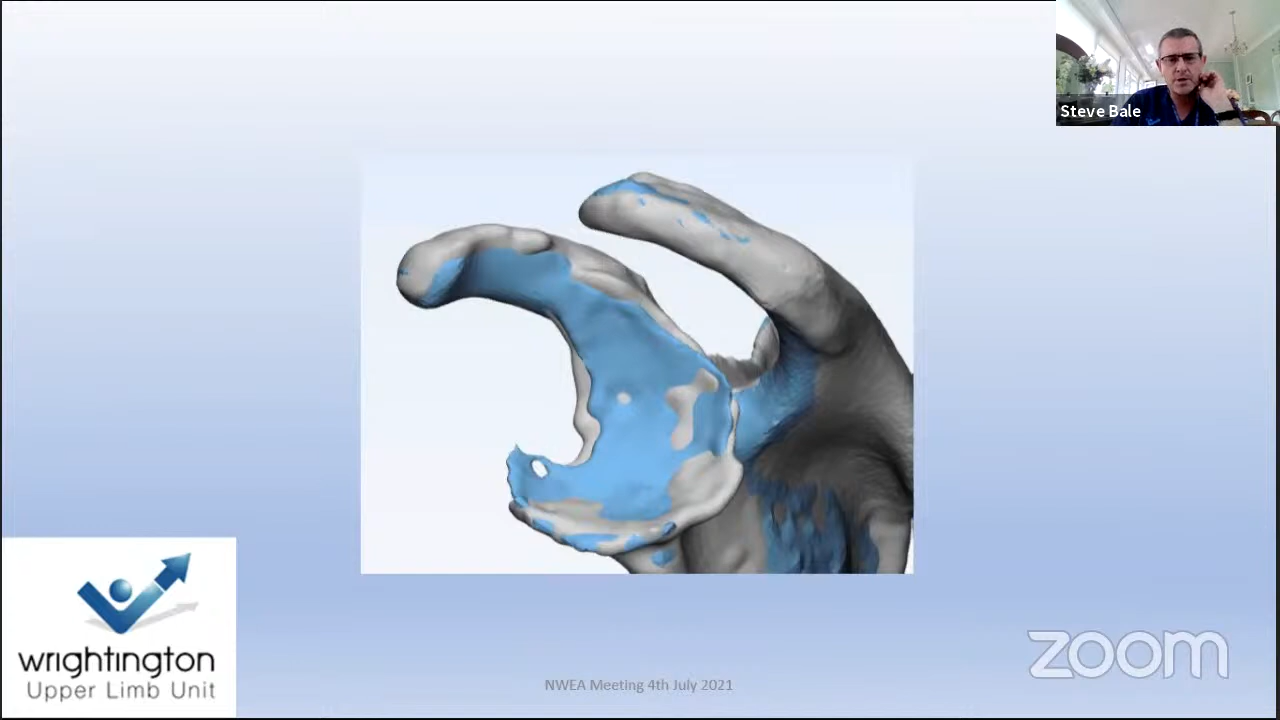 Steve Bale
wrightington
Upper Limb Unit
NWEA Meeting 4th July 2021
zoom